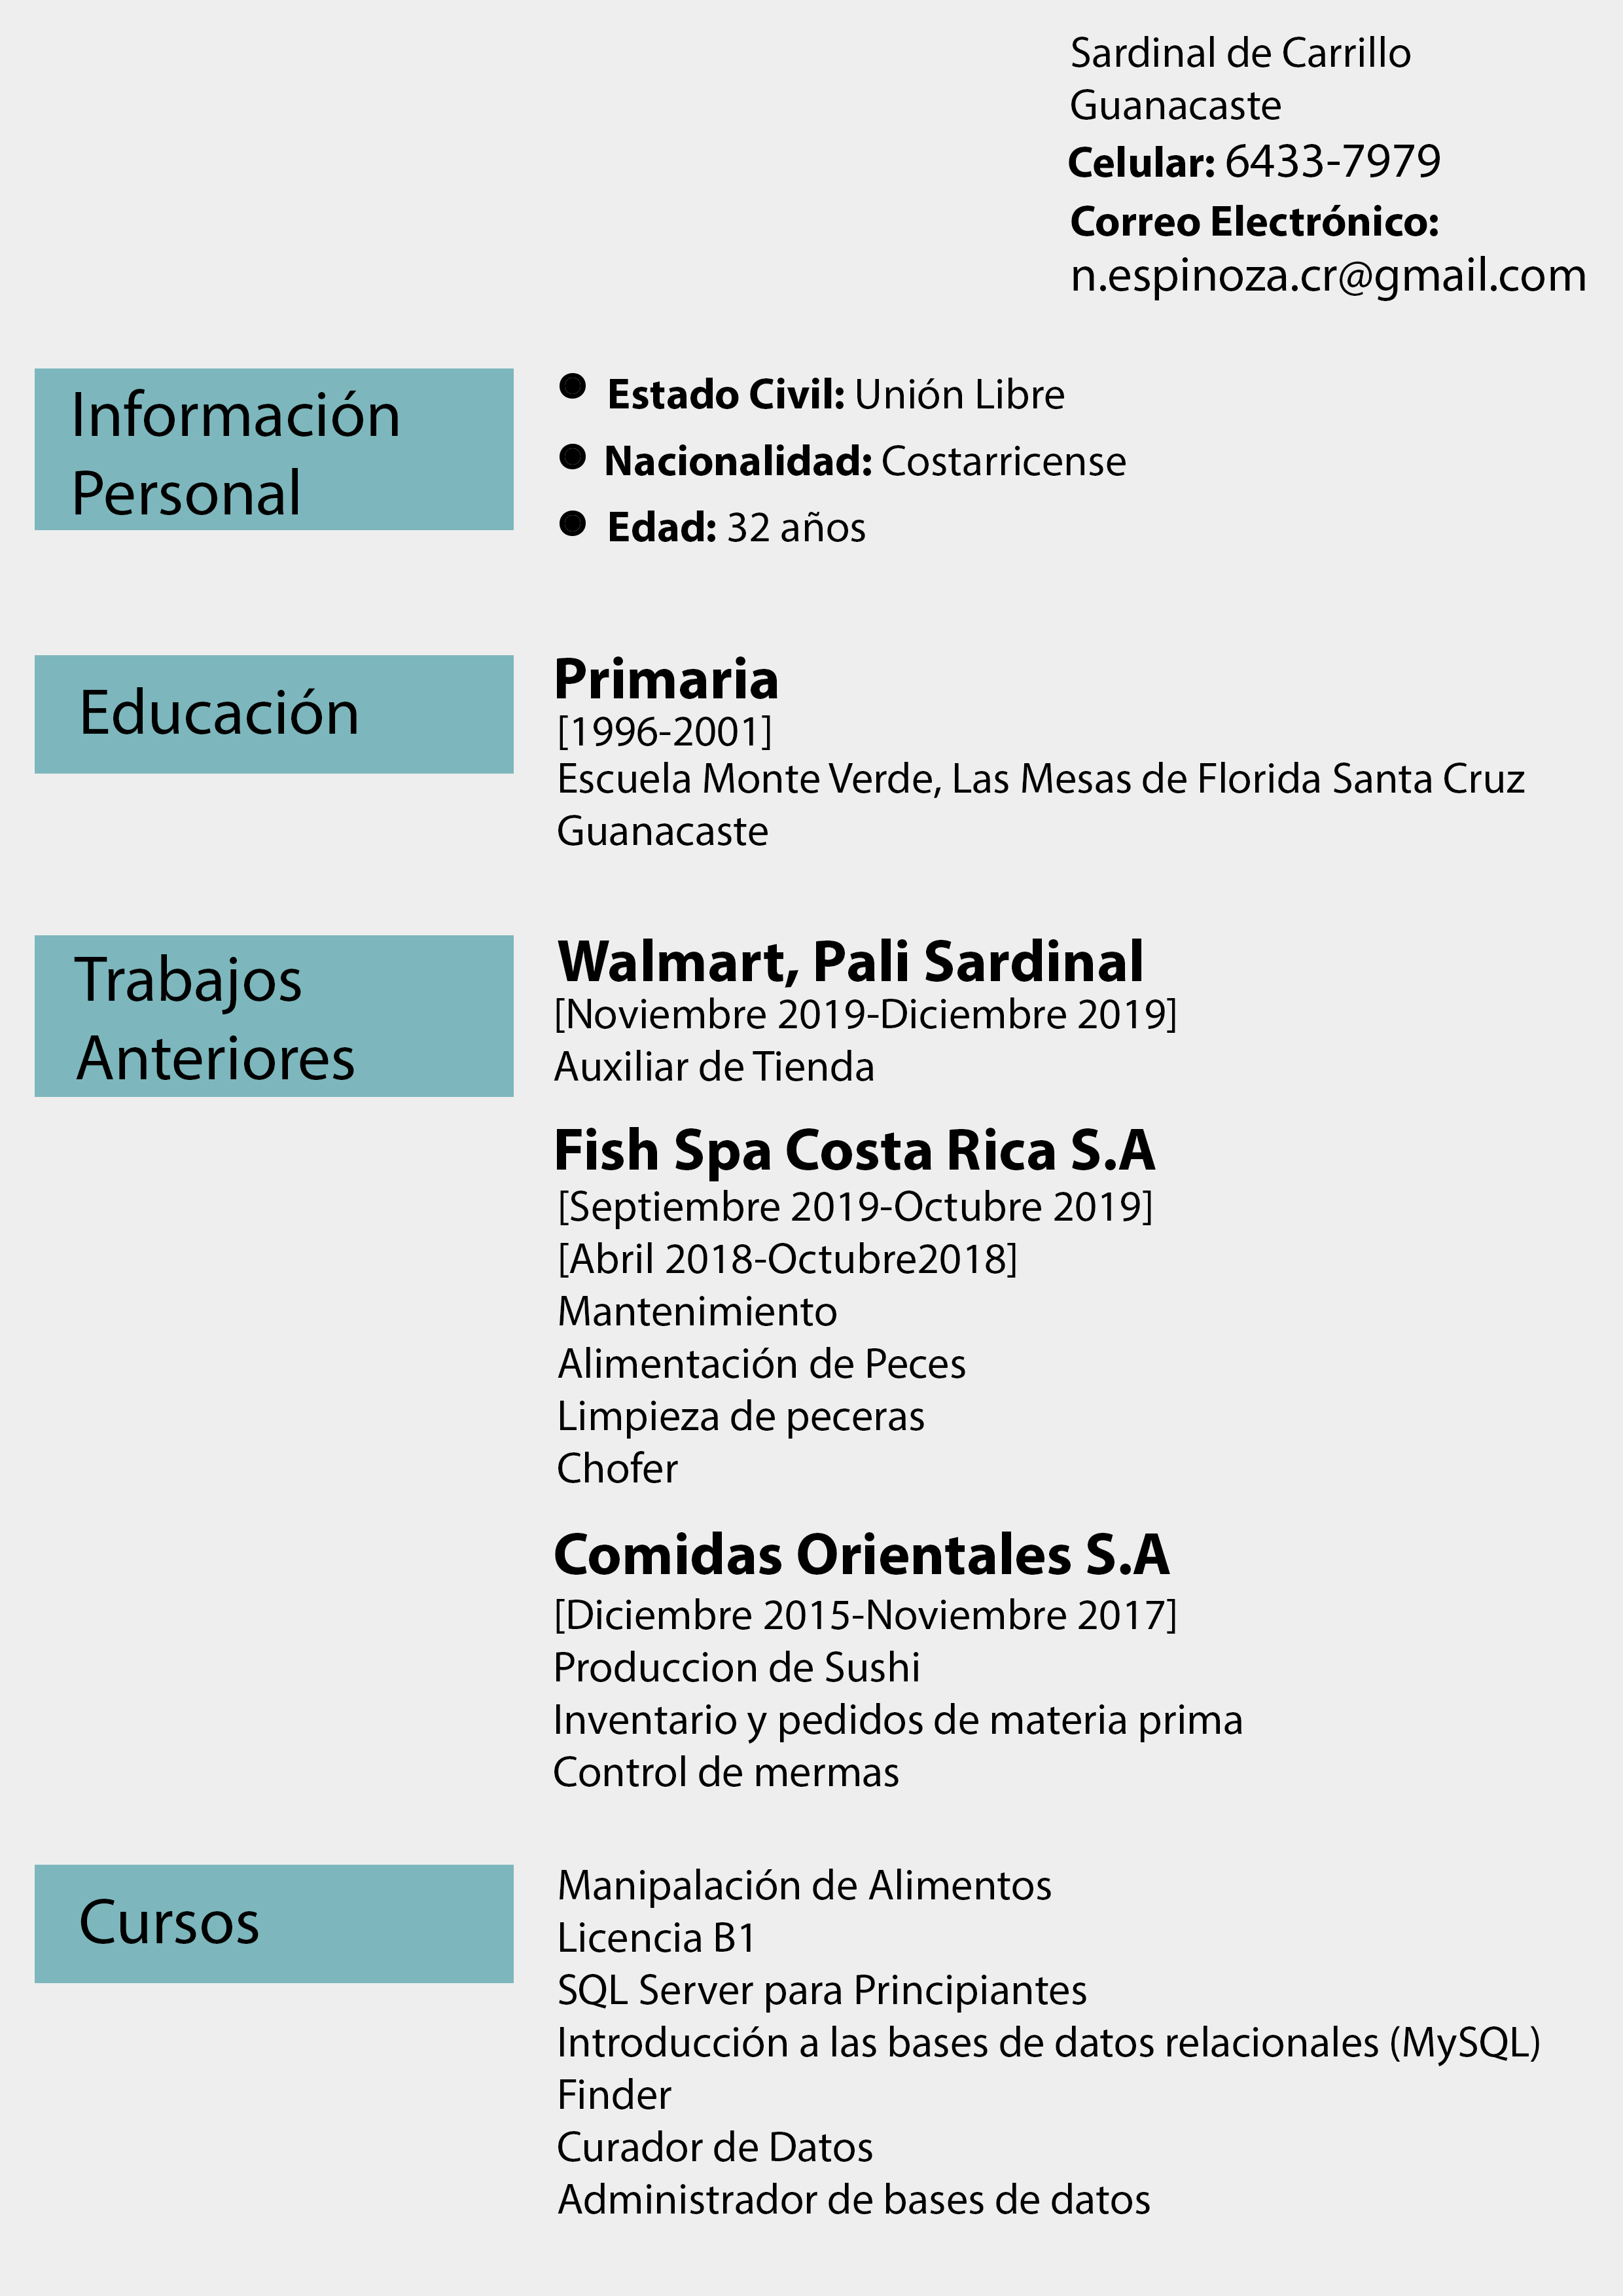 Sardinal de Carrillo
Guanacaste
Celular: 6433-7979
Correo Electrónico:
n.espinoza.cr@gmail.com
Información
Personal
Estado Civil: Unión Libre
Nacionalidad: Costarricense
Edad: 32 años
Educación
Primaria
[1996-2001]
Escuela Monte Verde, Las Mesas de Florida Santa Cruz
Guanacaste
Trabajos
Anteriores
Walmart, Pali Sardinal
[Noviembre 2019-Diciembre 2019]
Auxiliar de Tienda
Fish Spa Costa Rica S.A
[Septiembre 2019-Octubre 2019]
[Abril 2018-Octubre2018]
Mantenimiento
Alimentación de Peces
Limpieza de peceras
Chofer
Comidas Orientales S.A
[Diciembre 2015-Noviembre 2017]
Produccion de Sushi
Inventario y pedidos de materia prima
Control de mermas
Cursos
Manipalación de Alimentos
Licencia B1
SQL Server para Principiantes
Introducción a las bases de datos relacionales (MySQL)
Finder
Curador de Datos
Administrador de bases de datos